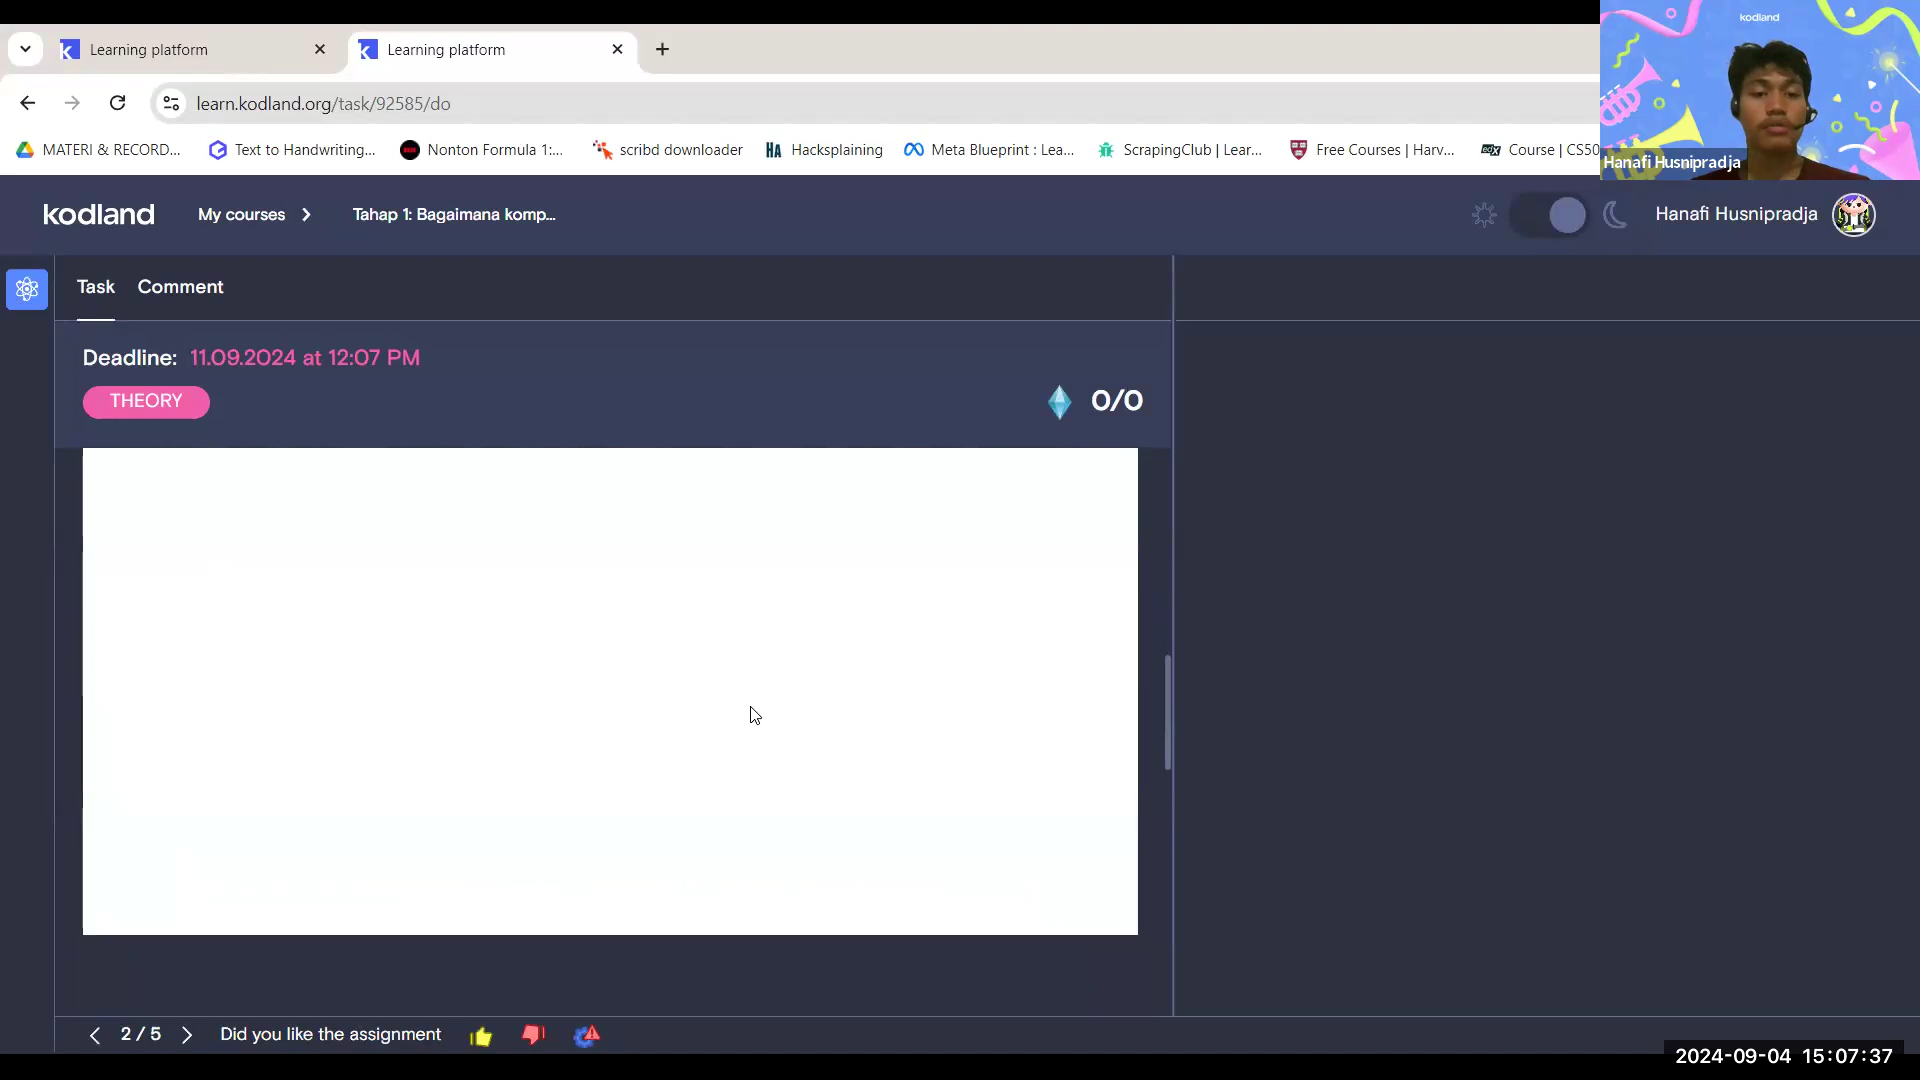 Learning platform
Learning platform
learn.kodland.org/task/92585/do
MATERI & RECORD...
Text to Handwriting...
Nonton Formula 1:...
scribd downloader
HA Hacksplaining
Meta Blueprint : Lea...
ScrapingClub | Lear...
Free Courses | Harv...
edX Course | CS50
kodland
Hanafi Husnipradja
kodland
My courses
Tahap 1: Bagaimana komp...
Hanafi Husnipradja
Task
Comment
Deadline: 11.09.2024 at 12:07 PM
THEORY
0/0
2 / 5
Did you like the assignment
2024-09-04 15:07:37